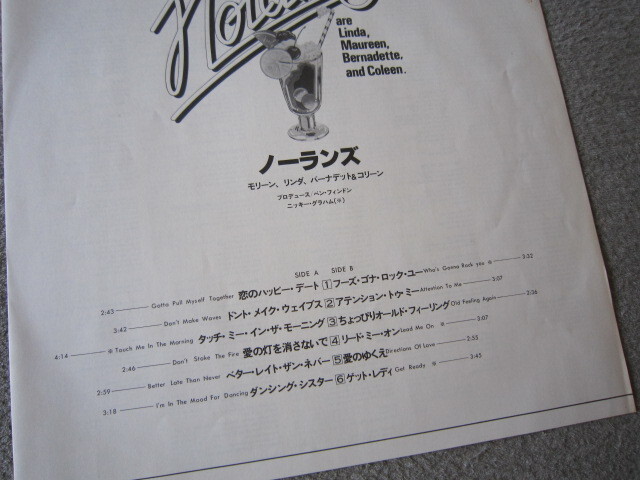 Nolans
are
Linda,
Maureen,
Bernadette.
and Coleen.
ノーランズ
モリーン、リンダ、バーナデット&コリーン
プロデュース/ベン・フィンドン
ニッキー・グラハム(※)
SIDE A SIDE B
2:43 Gotta Pull Myself Together 恋のハッピー・デート 1 フーズ・ゴナ・ロック・ユー Who's Gonna Rock you ※ 3:32
3:42 Don't Make Waves ドント・メイク・ウェイブス 2 アテンション・トゥ・ミー Attention To Me 3:07
4:14 ※ Touch Me In The Morning タッチ・ミー・イン・ザ・モーニング 3 ちょっぴりオールド・フィーリング Old Feeling Again 3:36
2:46 Don't Stoke The Fire 愛の灯を消さないで 4 リード・ミー・オン Lead Me On ※ 3:07
2:59 Better Late Than Never ベター・レイト・ザン・ネバー 5 愛のゆくえ Directions Of Love 2:55
3:18 I'm In The Mood For Dancing ダンシング・シスター 6 ゲット・レディ Get Ready ※ 3:45